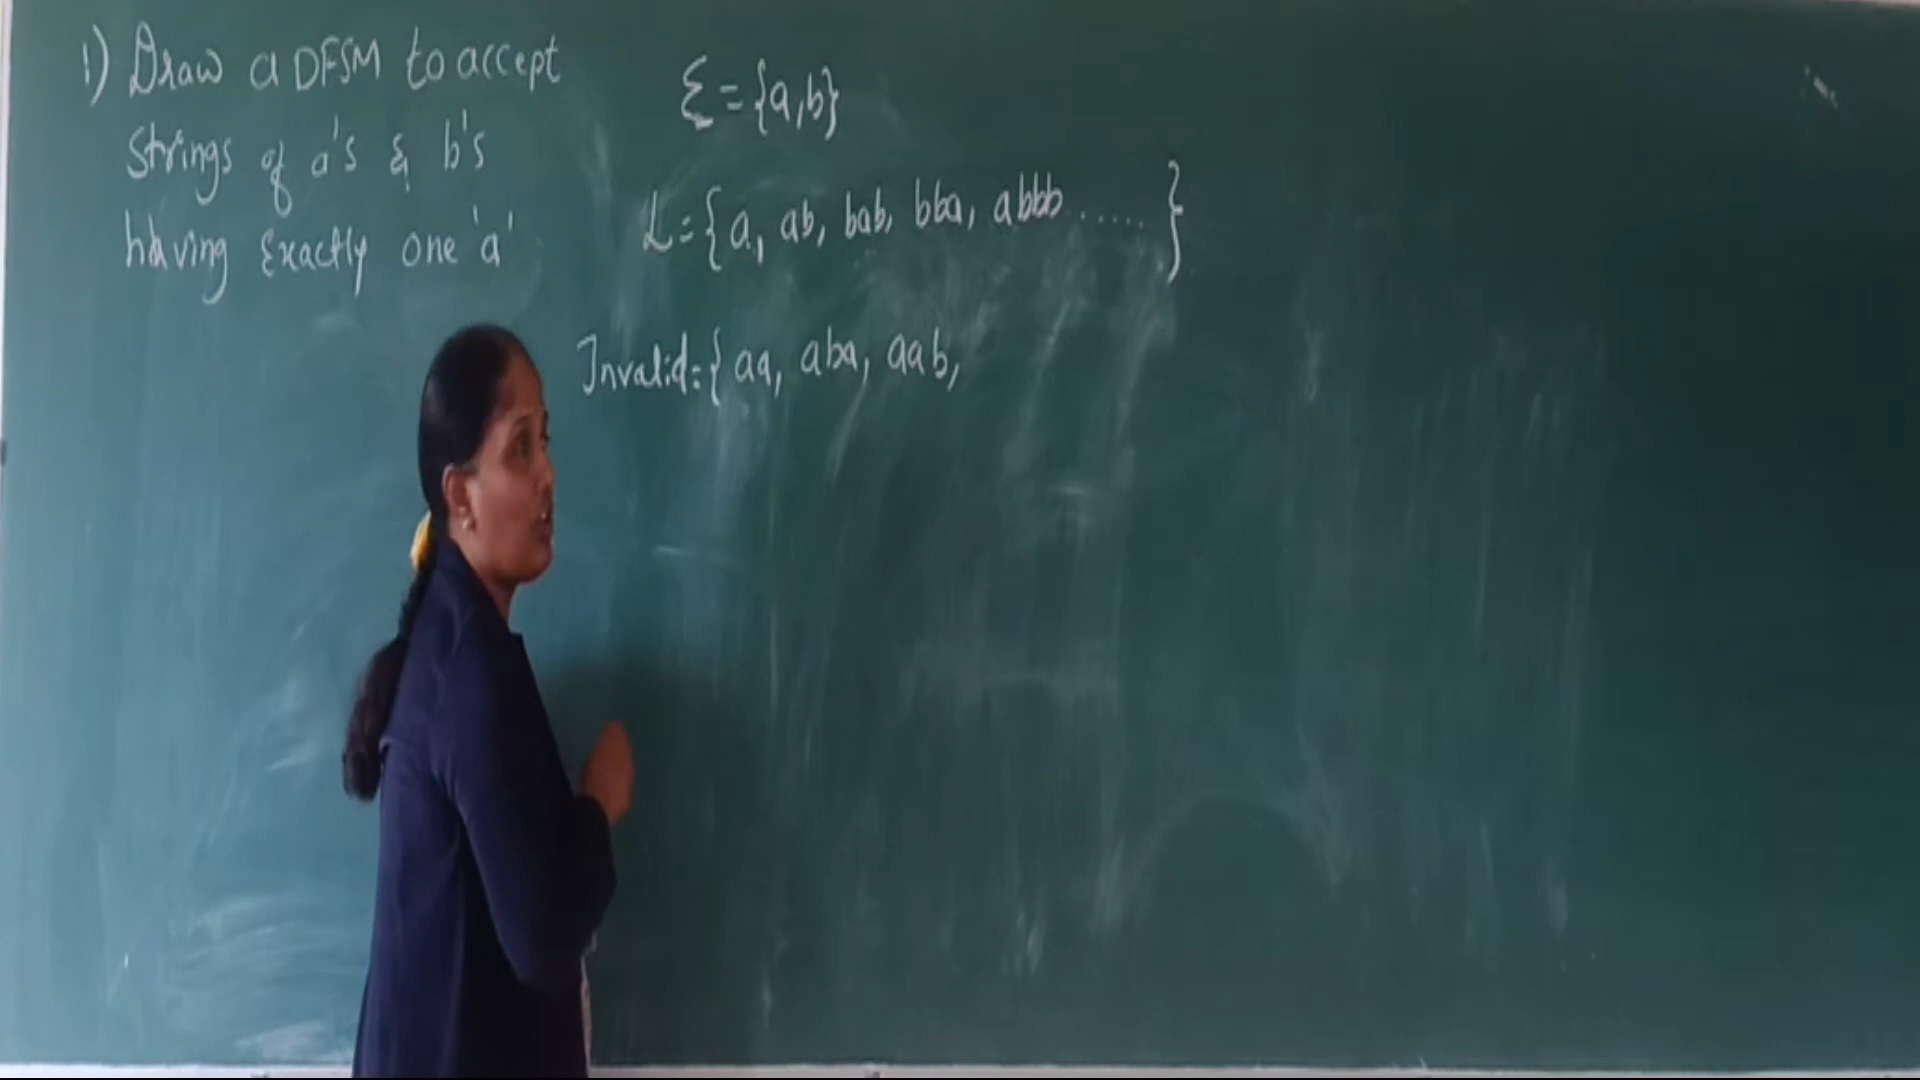 1) Draw a DFSM to accept
strings of a's & b's
having exactly one 'a'
Σ = {a,b}
L = { a, ab, bab, bba, abbb ...... }
Invalid = { aa, aba, aab,